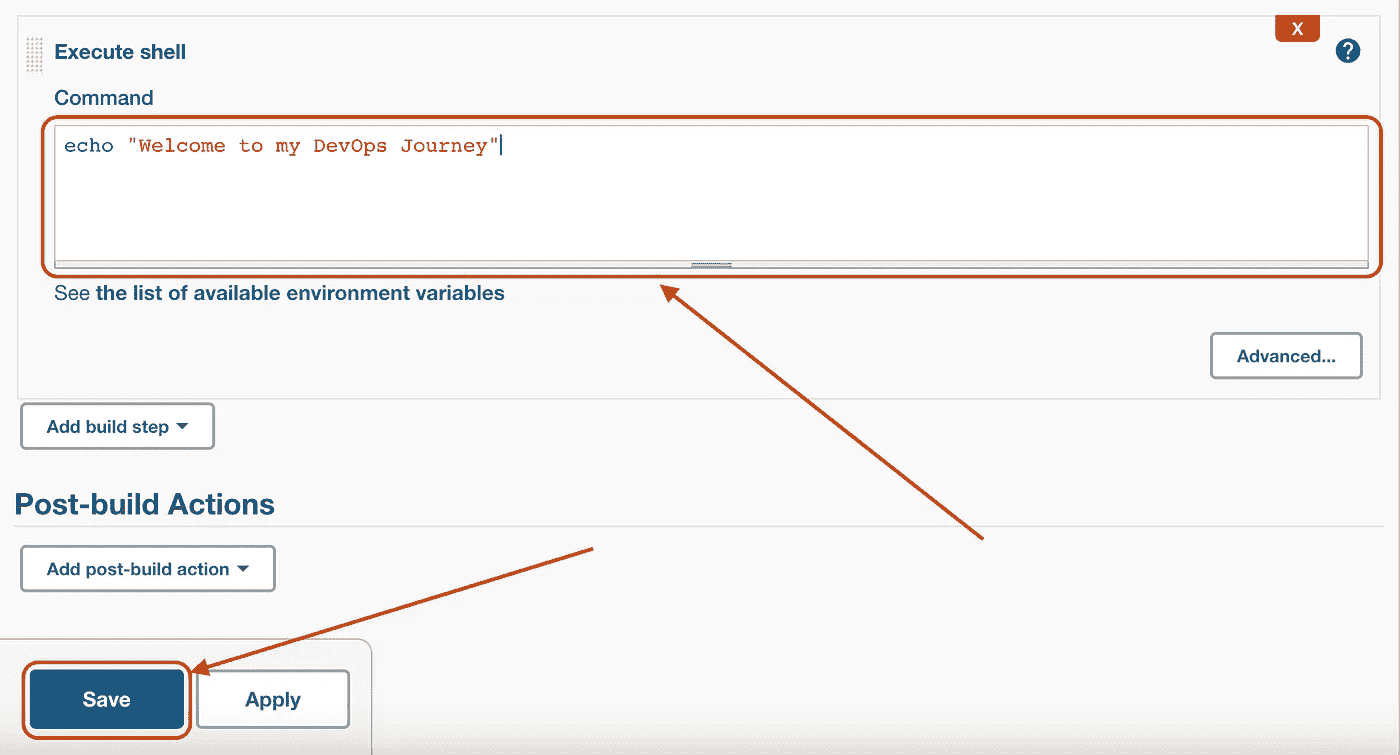 X
Execute shell
?
Command
echo "Welcome to my DevOps Journey"
See the list of available environment variables
Advanced...
Add build step
Post-build Actions
Add post-build action
Save
Apply